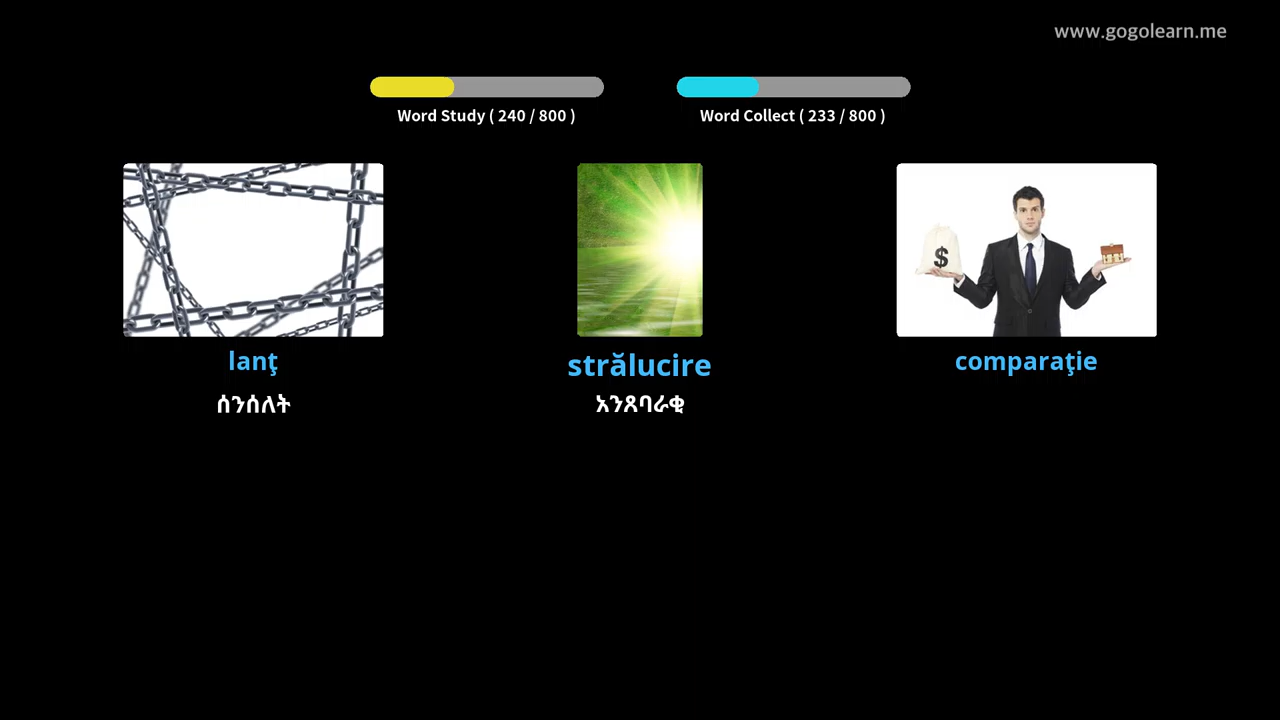 www.gogolearn.me
Word Study ( 240 / 800 )
Word Collect ( 233 / 800 )
$
lanţ
strălucire
comparaţie
ሰንሰለት
አንጸባራቂ